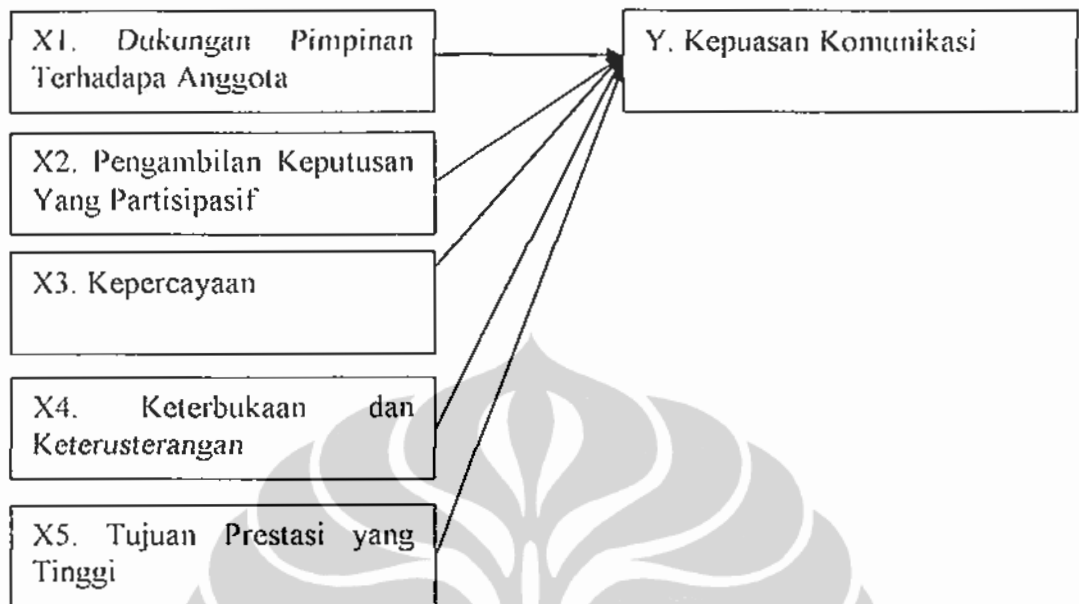 X1. Dukungan Pimpinan
Terhadapa Anggota
Y. Kepuasan Komunikasi
X2. Pengambilan Keputusan
Yang Partisipasif
X3. Kepercayaan
X4. Keterbukaan dan
Keterusterangan
X5. Tujuan Prestasi yang
Tinggi